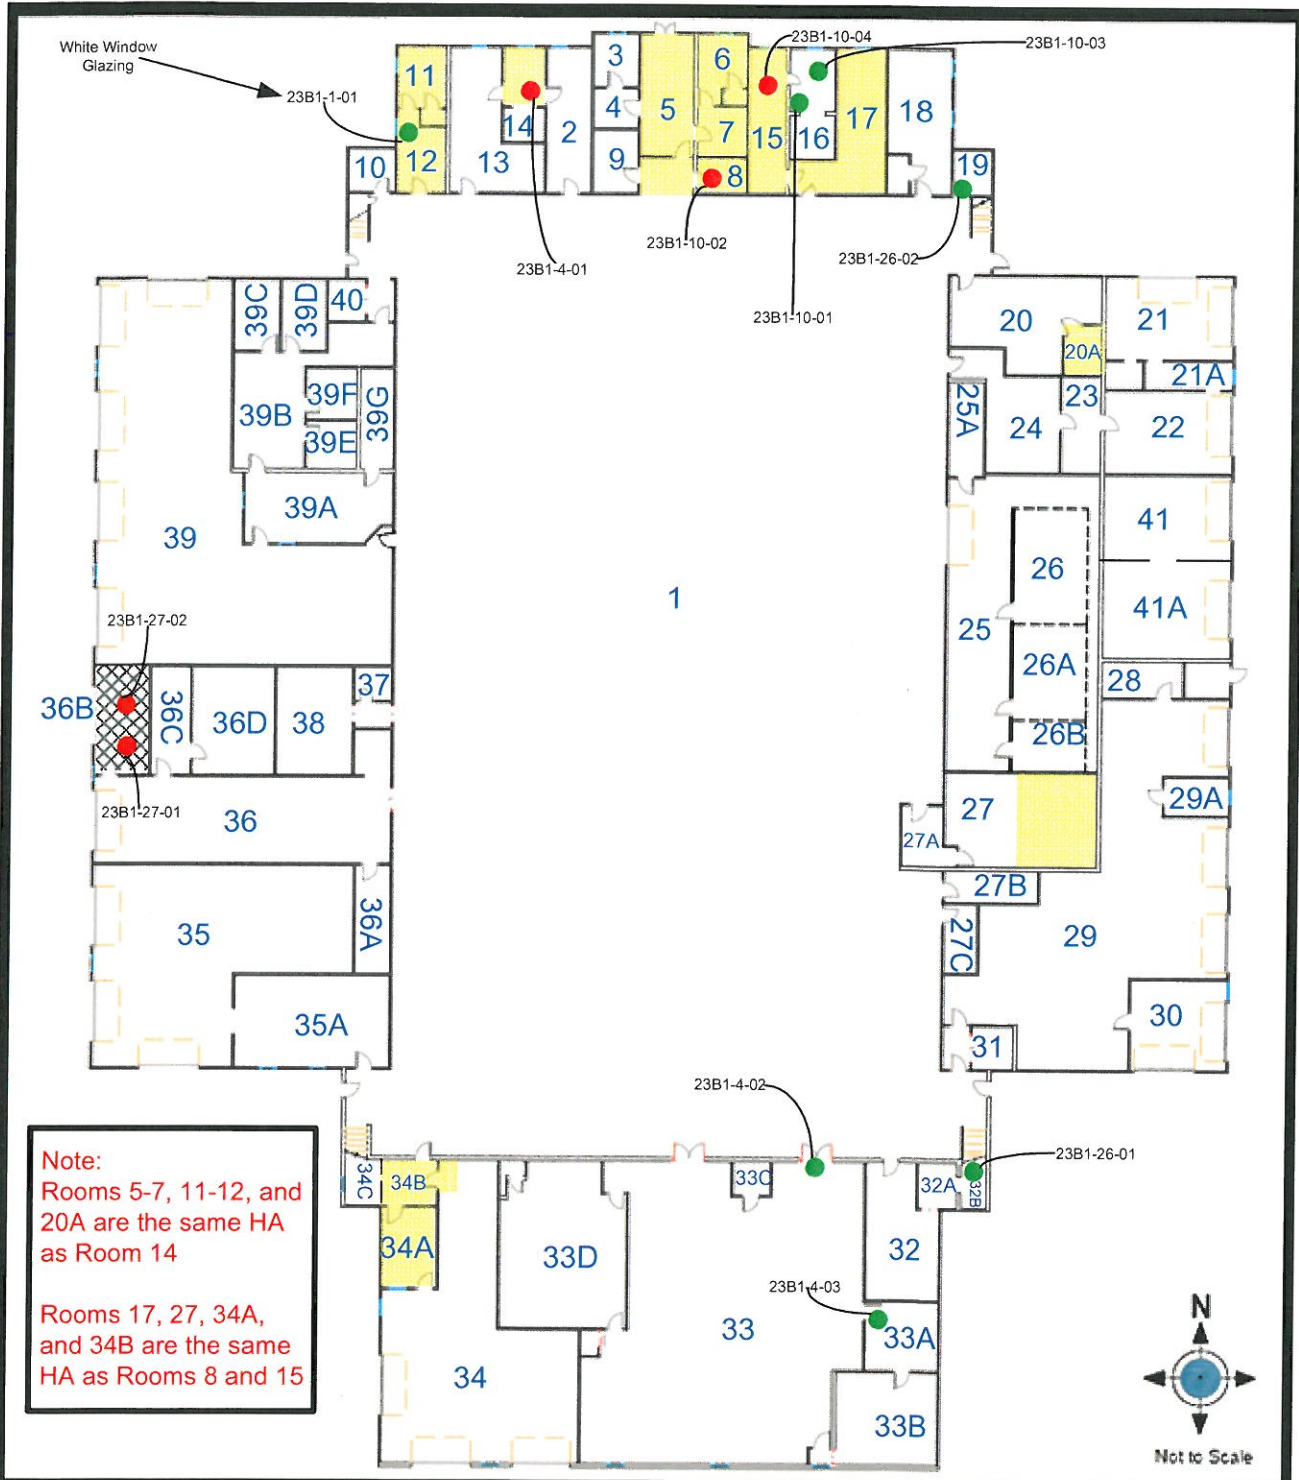 White Window
Glazing
23B1-1-01
23B1-10-04
23B1-10-03
11
12
10
13
14
2
3
4
9
5
6
7
8
15
16
17
18
19
23B1-4-01
23B1-10-02
23B1-10-01
23B1-26-02
39C
39D
40
39B
39F
39E
39G
39A
39
20
20A
21
21A
25A
24
23
22
1
41
41A
25
26
26A
26B
28
23B1-27-02
36B
36C
36D
38
37
23B1-27-01
36
27
27A
27B
27C
29A
29
30
31
35
36A
35A
23B1-4-02
23B1-26-01
34C
34B
34A
33C
32A
32B
33D
32
23B1-4-03
33
33A
33B
34
Note:
Rooms 5-7, 11-12, and
20A are the same HA
as Room 14
Rooms 17, 27, 34A,
and 34B are the same
HA as Rooms 8 and 15
N
Not to Scale